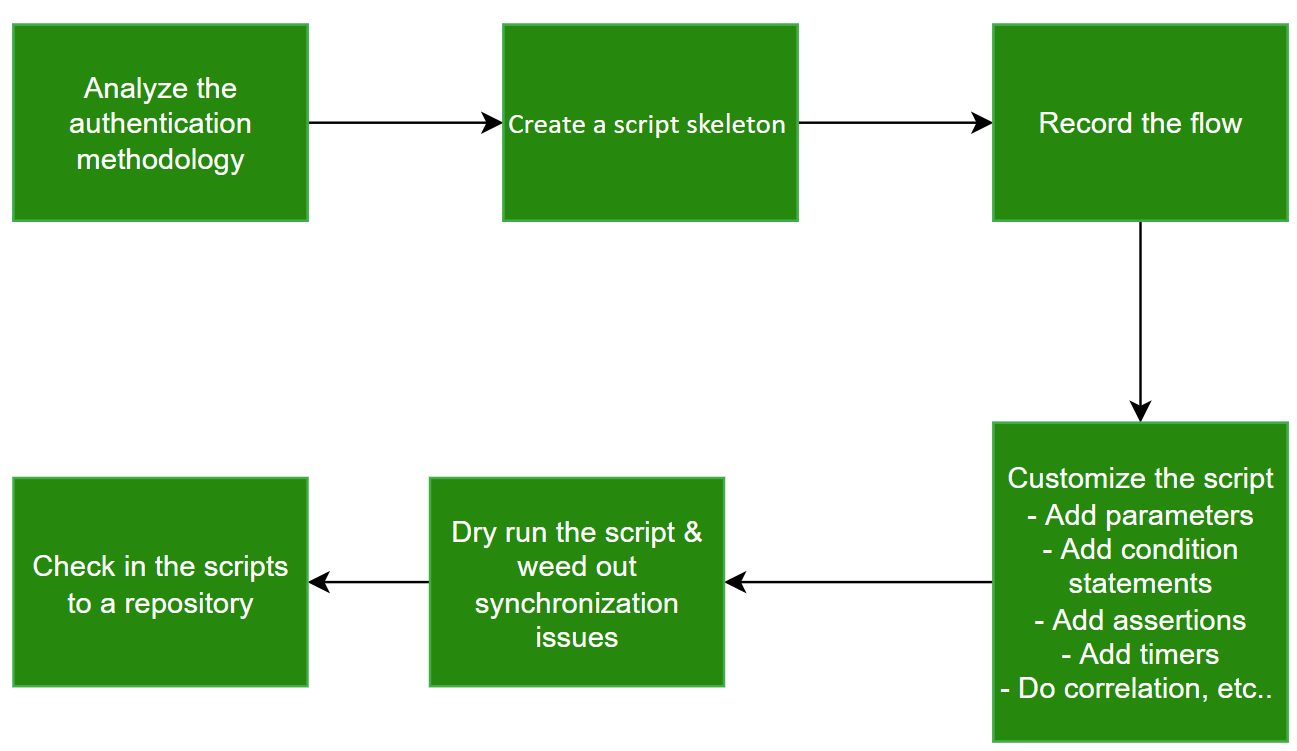 Analyze the
authentication
methodology
Create a script skeleton
Record the flow
Customize the script
- Add parameters
- Add condition
statements
- Add assertions
- Add timers
- Do correlation, etc..
Dry run the script &
weed out
synchronization
issues
Check in the scripts
to a repository